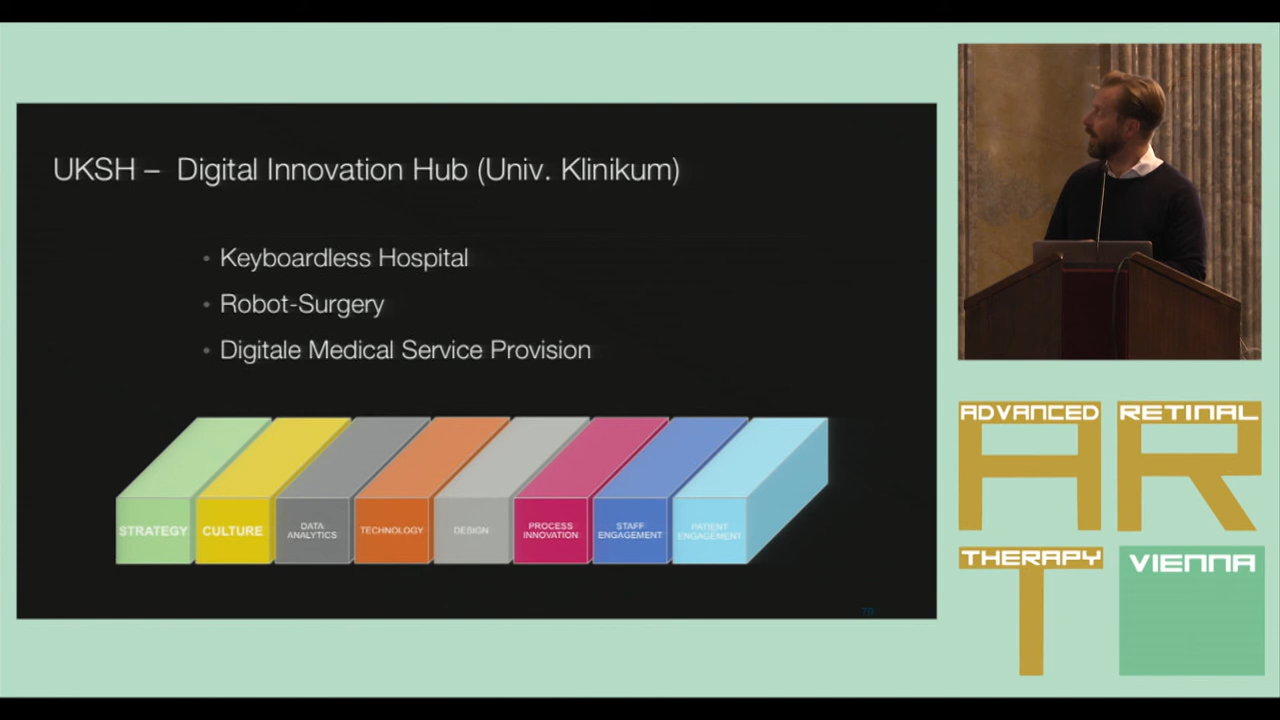 UKSH – Digital Innovation Hub (Univ. Klinikum)
• Keyboardless Hospital
• Robot-Surgery
• Digitale Medical Service Provision
STRATEGY
CULTURE
DATA
ANALYTICS
TECHNOLOGY
DESIGN
PROCESS
INNOVATION
STAFF
ENGAGEMENT
PATIENT
ENGAGEMENT
79
ADVANCED
RETINAL
THERAPY
VIENNA